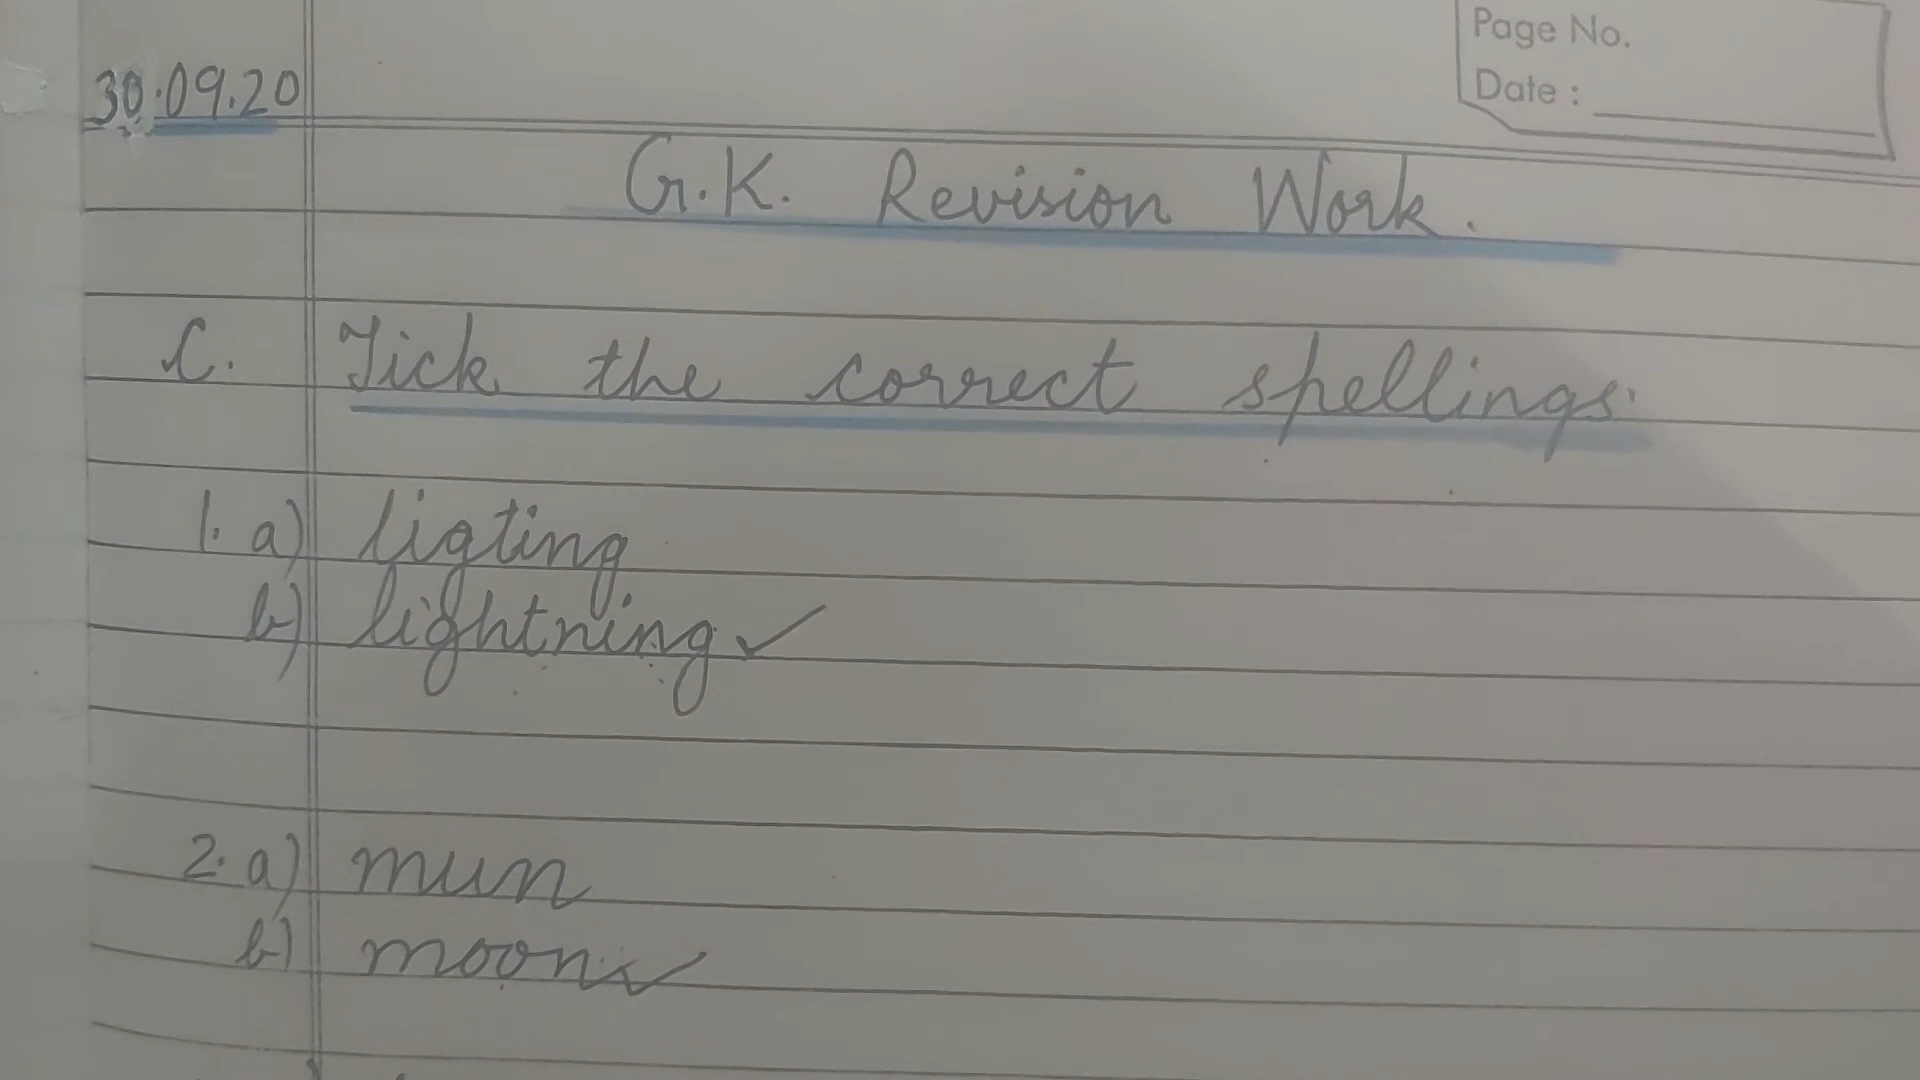 Page No.
Date :
30.09.20
G.K. Revision Work.
C. Tick the correct spellings.
1. a) ligting
b) lightning ✓
2. a) mun
b) moon ✓